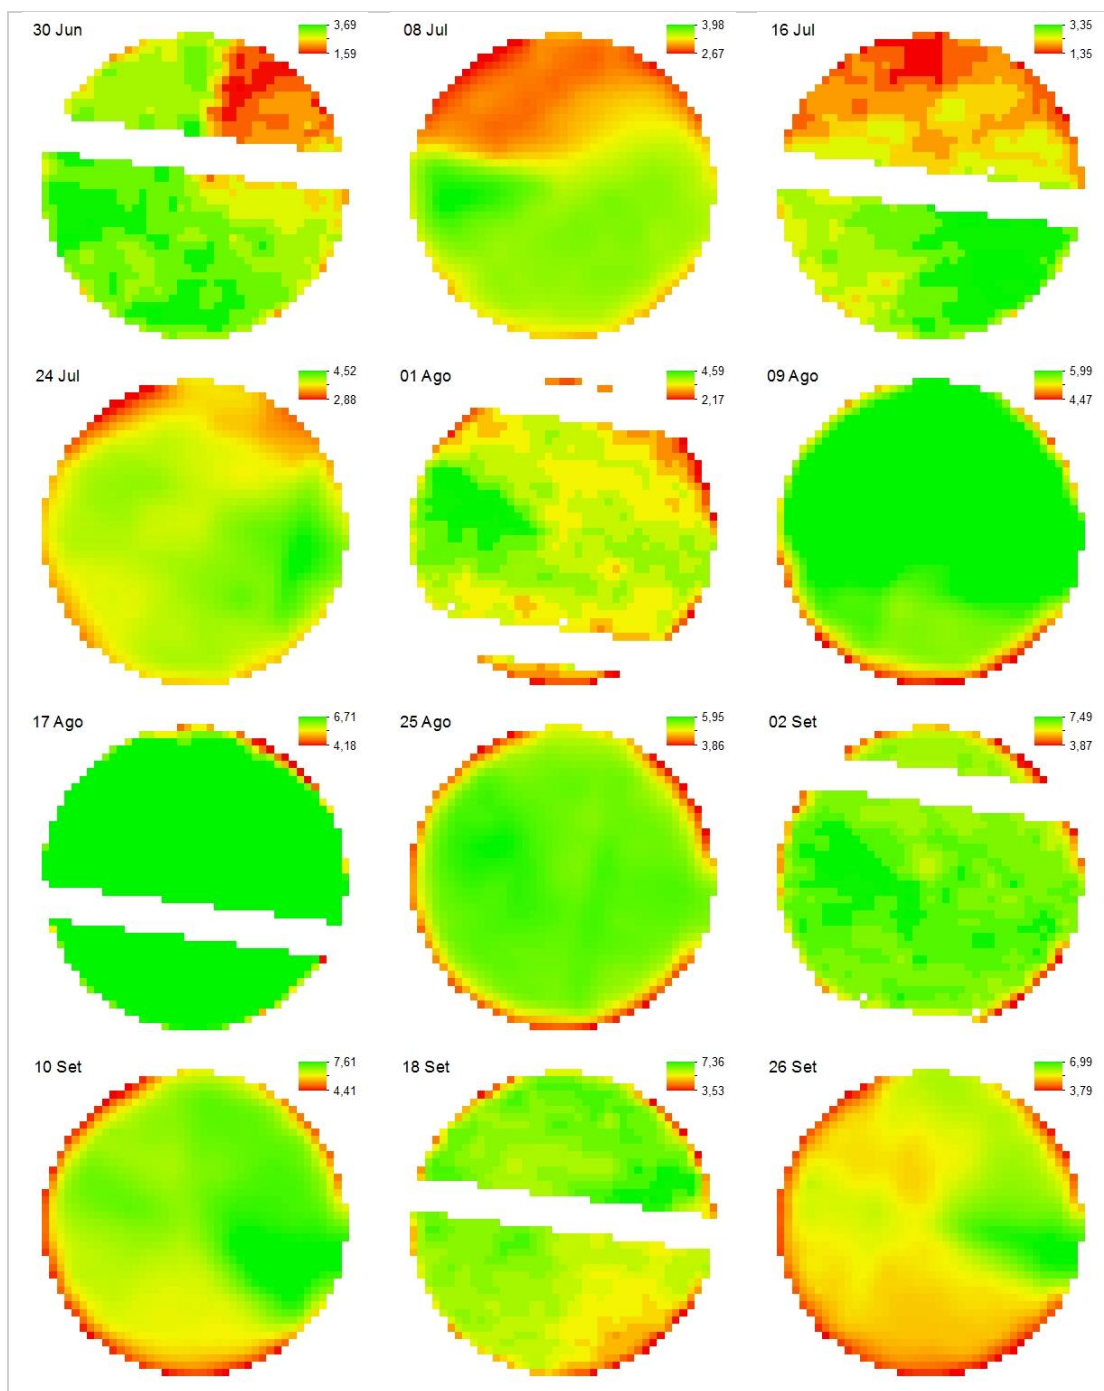 30 Jun
3,69
1,59
08 Jul
3,98
2,67
16 Jul
3,35
1,35
24 Jul
4,52
2,88
01 Ago
4,59
2,17
09 Ago
5,99
4,47
17 Ago
6,71
4,18
25 Ago
5,95
3,86
02 Set
7,49
3,87
10 Set
7,61
4,41
18 Set
7,36
3,53
26 Set
6,99
3,79